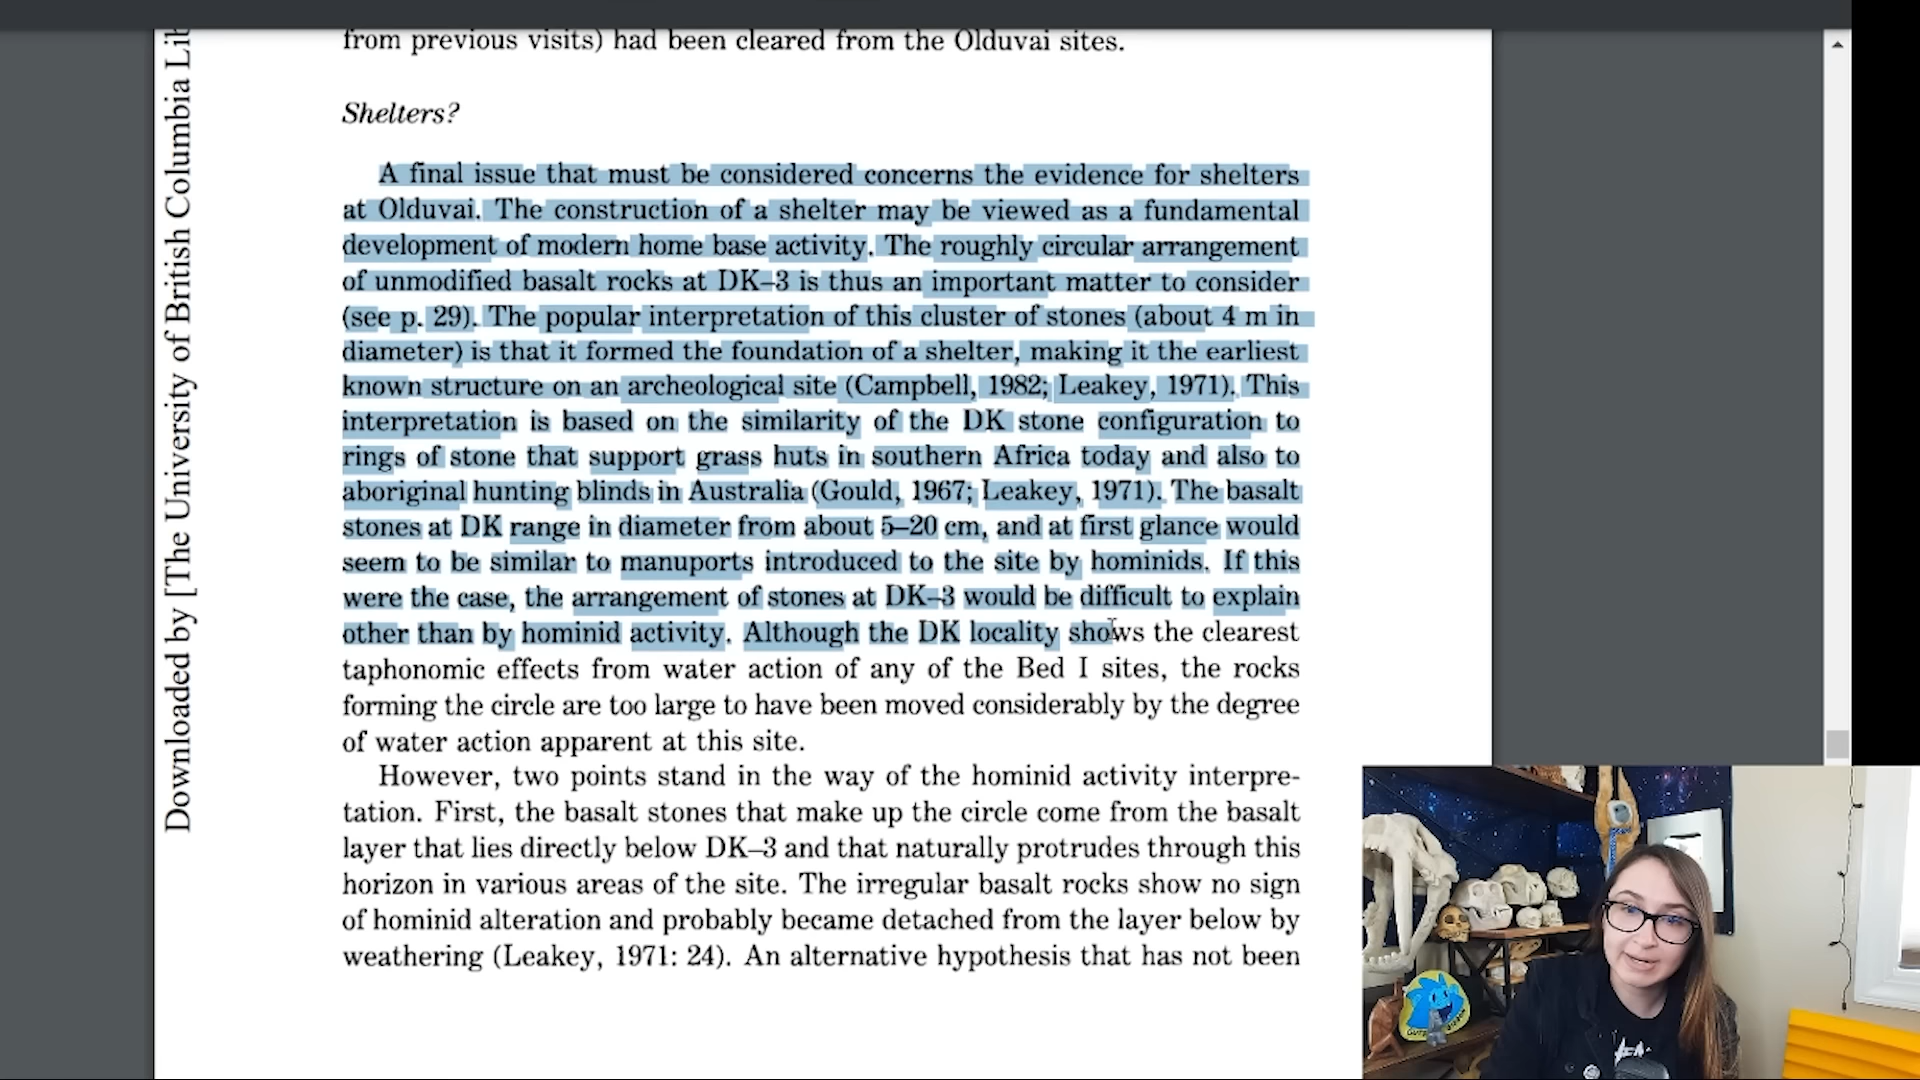 from previous visits) had been cleared from the Olduvai sites.
Shelters?
A final issue that must be considered concerns the evidence for shelters
at Olduvai. The construction of a shelter may be viewed as a fundamental
development of modern home base activity. The roughly circular arrangement
of unmodified basalt rocks at DK–3 is thus an important matter to consider
(see p. 29). The popular interpretation of this cluster of stones (about 4 m in
diameter) is that it formed the foundation of a shelter, making it the earliest
known structure on an archeological site (Campbell, 1982; Leakey, 1971). This
interpretation is based on the similarity of the DK stone configuration to
rings of stone that support grass huts in southern Africa today and also to
aboriginal hunting blinds in Australia (Gould, 1967; Leakey, 1971). The basalt
stones at DK range in diameter from about 5–20 cm, and at first glance would
seem to be similar to manuports introduced to the site by hominids. If this
were the case, the arrangement of stones at DK–3 would be difficult to explain
other than by hominid activity. Although the DK locality shows the clearest
taphonomic effects from water action of any of the Bed I sites, the rocks
forming the circle are too large to have been moved considerably by the degree
of water action apparent at this site.
However, two points stand in the way of the hominid activity interpre-
tation. First, the basalt stones that make up the circle come from the basalt
layer that lies directly below DK–3 and that naturally protrudes through this
horizon in various areas of the site. The irregular basalt rocks show no sign
of hominid alteration and probably became detached from the layer below by
weathering (Leakey, 1971: 24). An alternative hypothesis that has not been
Downloaded by [The University of British Columbia Lib